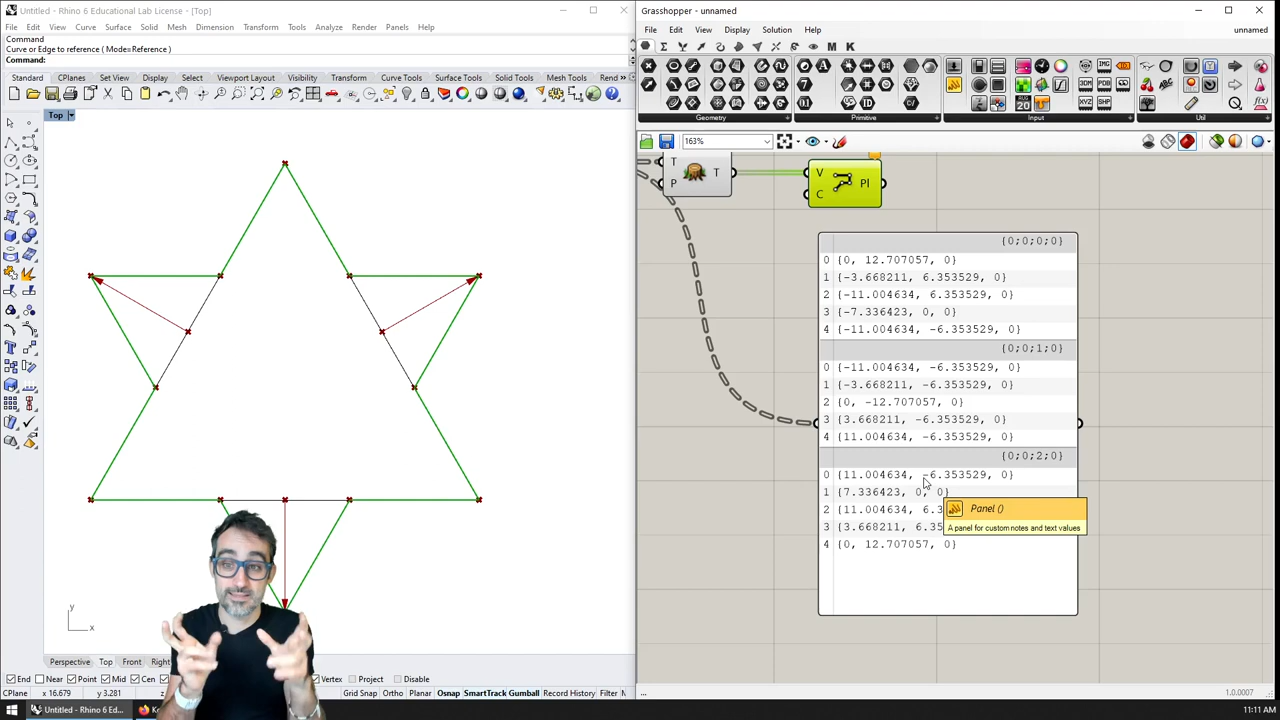 Untitled - Rhino 6 Educational Lab License - [Top]
File Edit View Curve Surface Solid Mesh Dimension Transform Tools Analyze Render Panels Help
Command
Curve or Edge to reference ( Mode=Reference )
Command:
Standard CPlanes Set View Display Select Viewport Layout Visibility Transform Curve Tools Surface Tools Solid Tools Mesh Tools Rend »
Top
y
x
Perspective Top Front Right
End Near Point Mid Cen Vertex Project Disable
CPlane x 16.679 y 3.281 z Grid Snap Ortho Planar Osnap SmartTrack Gumball Record History Filter
Untitled - Rhino 6 Ed...
Grasshopper - unnamed
File Edit View Display Solution Help unnamed
M K
Geometry Primitive Input Util
163%
T
P
T
V
C
Pl
{0;0;0;0}
0 {0, 12.707057, 0}
1 {-3.668211, 6.353529, 0}
2 {-11.004634, 6.353529, 0}
3 {-7.336423, 0, 0}
4 {-11.004634, -6.353529, 0}
{0;0;1;0}
0 {-11.004634, -6.353529, 0}
1 {-3.668211, -6.353529, 0}
2 {0, -12.707057, 0}
3 {3.668211, -6.353529, 0}
4 {11.004634, -6.353529, 0}
{0;0;2;0}
0 {11.004634, -6.353529, 0}
1 {7.336423, 0, 0}
2 {11.004634, 6.3
3 {3.668211, 6.35
4 {0, 12.707057, 0}
Panel ()
A panel for custom notes and text values
...
1.0.0007
11:11 AM